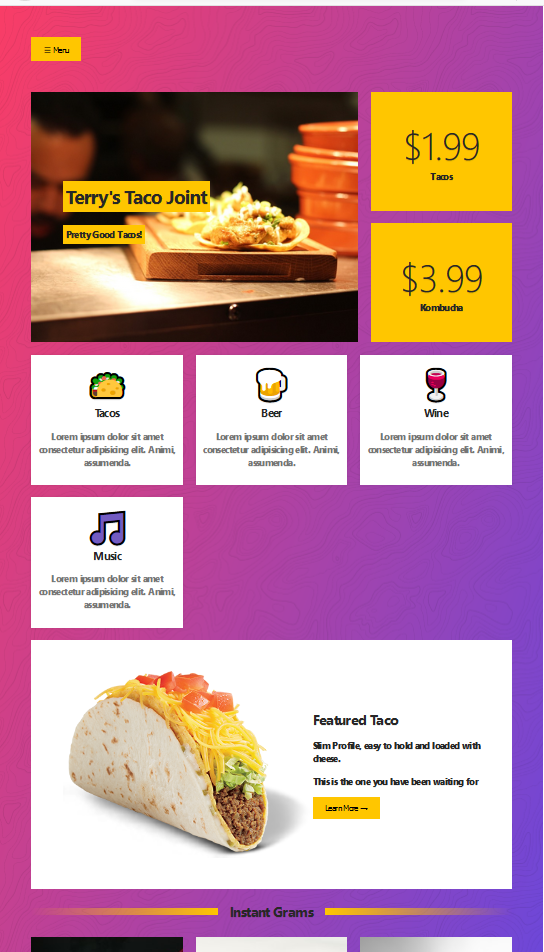 ☰ Menu
Terry's Taco Joint
Pretty Good Tacos!
$1.99
Tacos
$3.99
Kombucha
Tacos
Lorem ipsum dolor sit amet
consectetur adipisicing elit. Animi,
assumenda.
Beer
Lorem ipsum dolor sit amet
consectetur adipisicing elit. Animi,
assumenda.
Wine
Lorem ipsum dolor sit amet
consectetur adipisicing elit. Animi,
assumenda.
Music
Lorem ipsum dolor sit amet
consectetur adipisicing elit. Animi,
assumenda.
Featured Taco
Slim Profile, easy to hold and loaded with
cheese.
This is the one you have been waiting for
Learn More →
Instant Grams